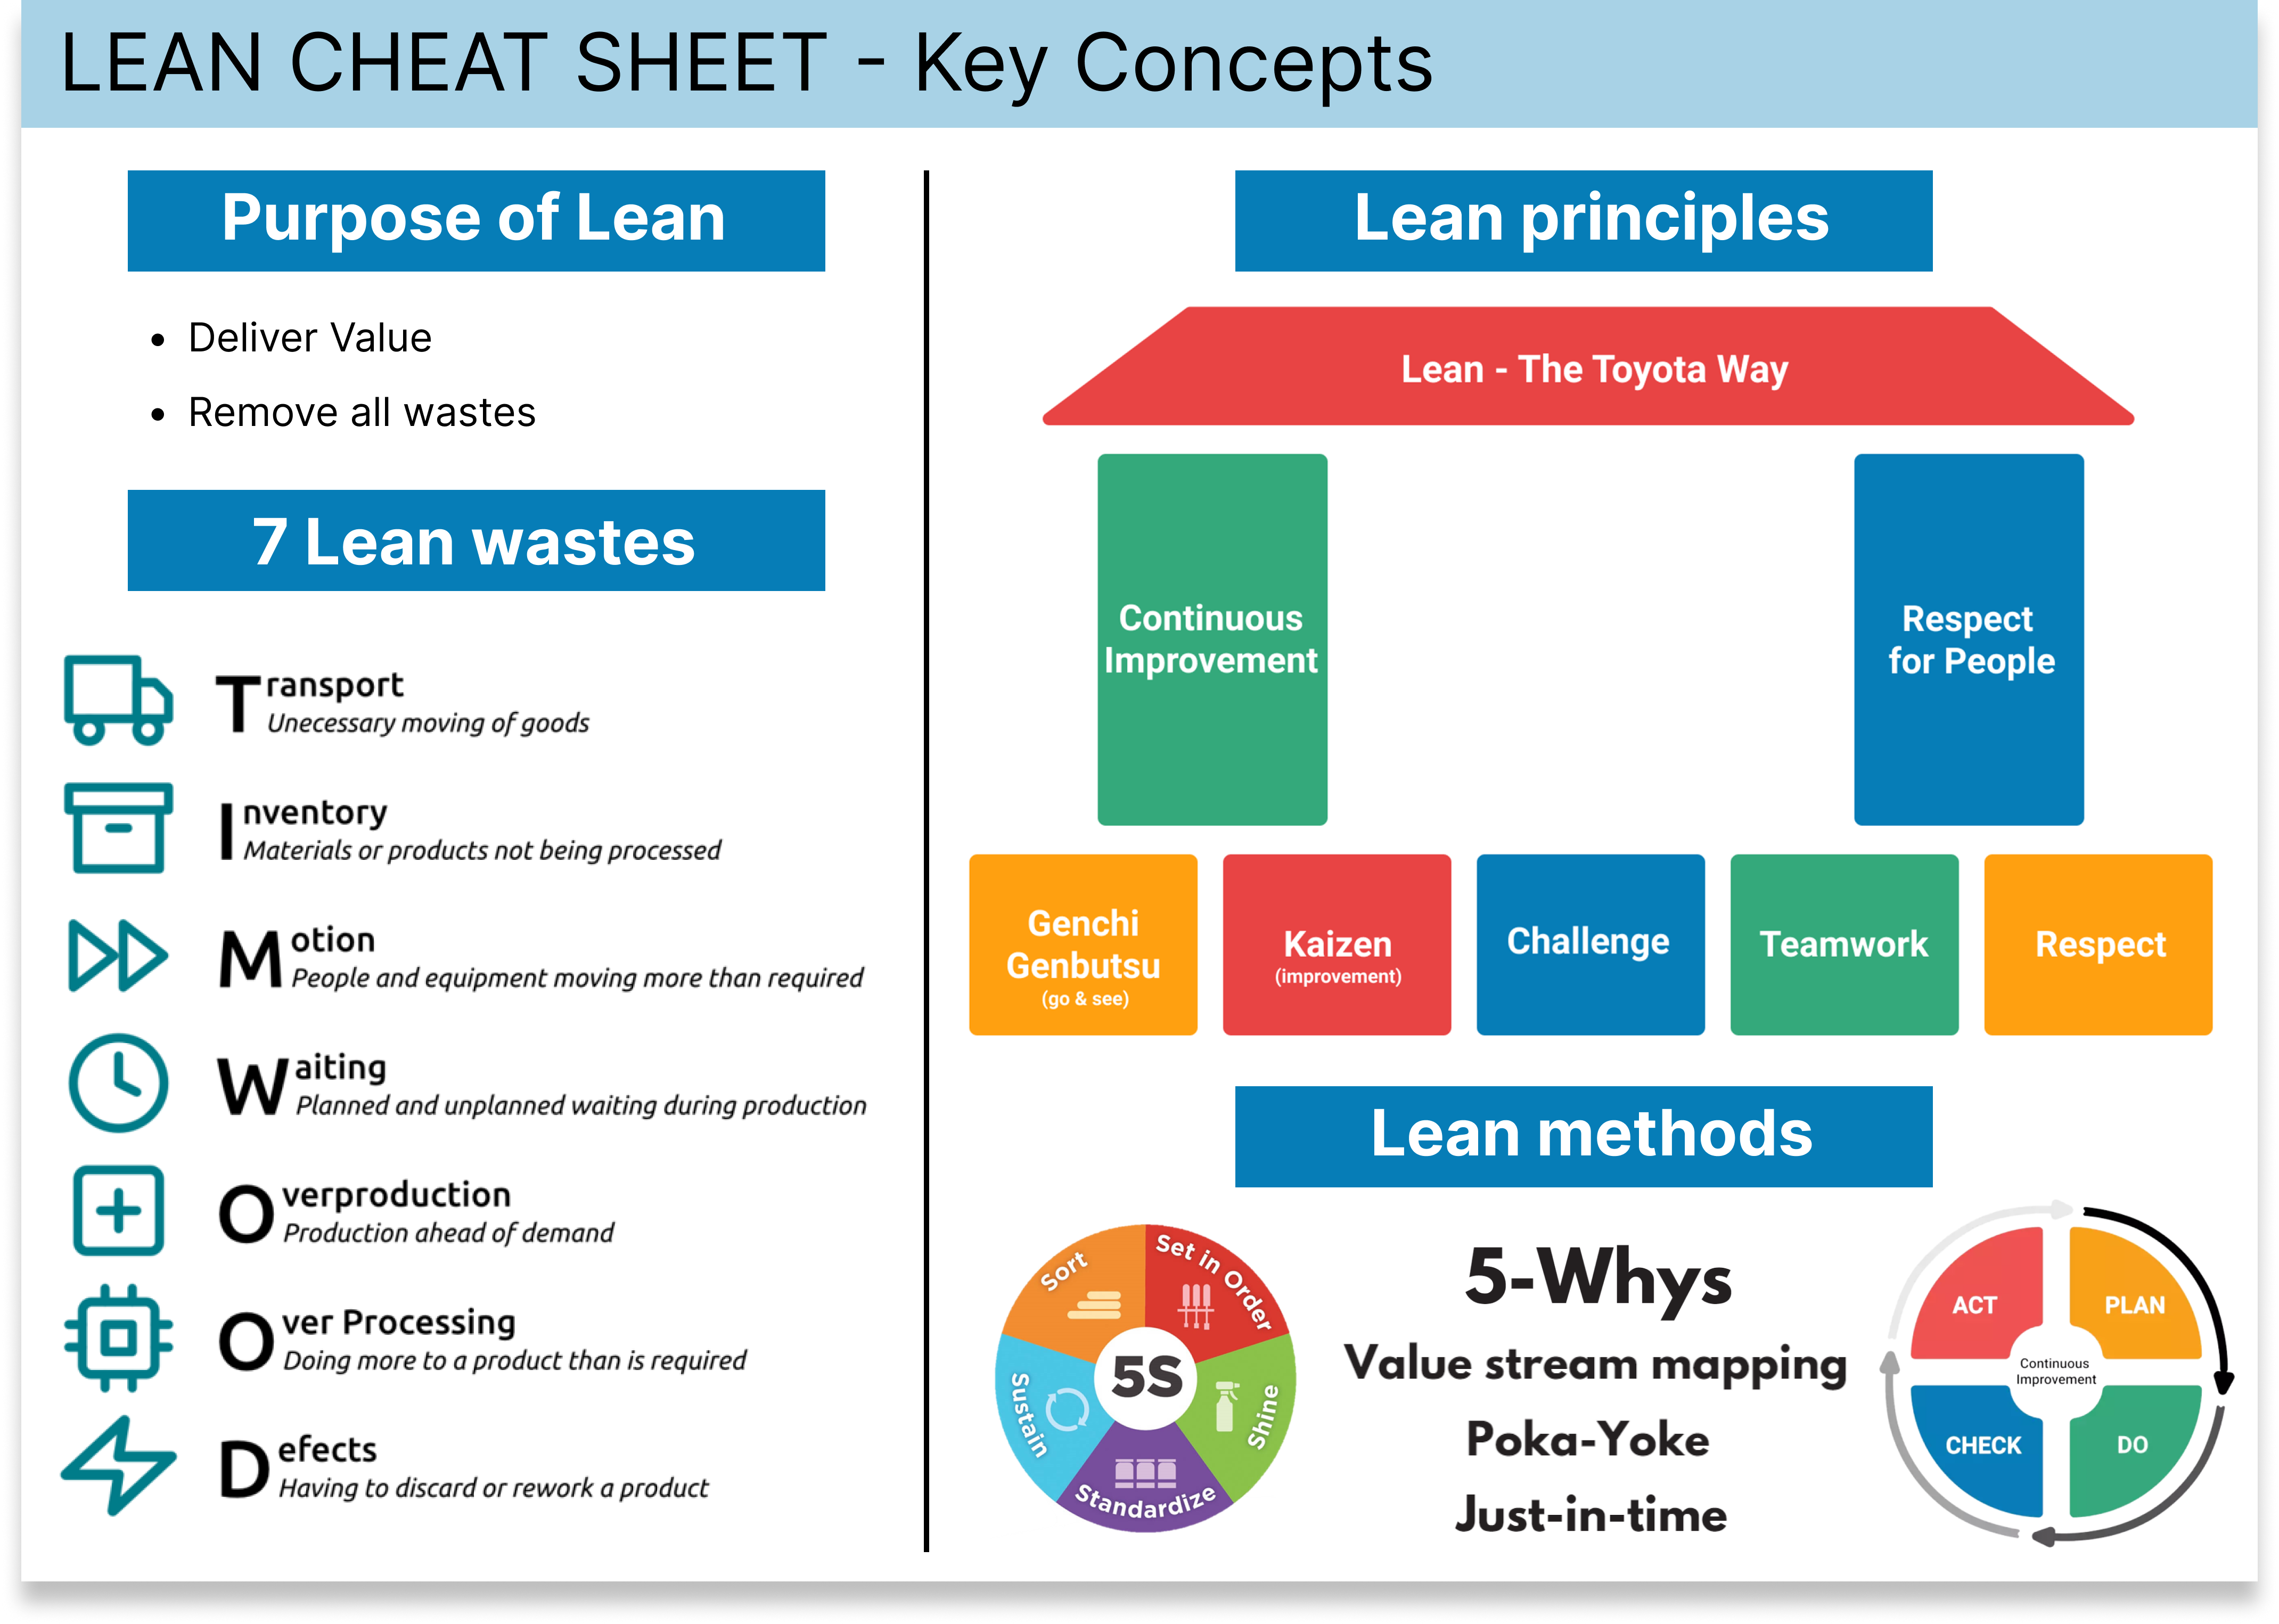 LEAN CHEAT SHEET - Key Concepts
Purpose of Lean
• Deliver Value
• Remove all wastes
7 Lean wastes
Transport
Unecessary moving of goods
Inventory
Materials or products not being processed
Motion
People and equipment moving more than required
Waiting
Planned and unplanned waiting during production
Overproduction
Production ahead of demand
Over Processing
Doing more to a product than is required
Defects
Having to discard or rework a product
Lean principles
Lean - The Toyota Way
Continuous
Improvement
Respect
for People
Genchi
Genbutsu
(go & see)
Kaizen
(improvement)
Challenge
Teamwork
Respect
Lean methods
Sort
Set in Order
Shine
Standardize
Sustain
5S
5-Whys
Value stream mapping
Poka-Yoke
Just-in-time
ACT
PLAN
Continuous
Improvement
CHECK
DO